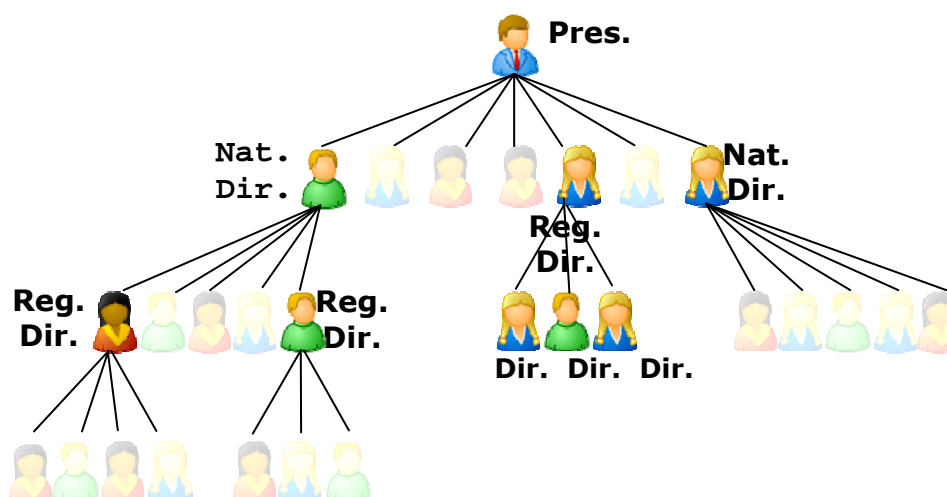 Pres.
Nat.
Dir.
Nat.
Dir.
Reg.
Dir.
Reg.
Dir.
Reg.
Dir.
Dir. Dir. Dir.